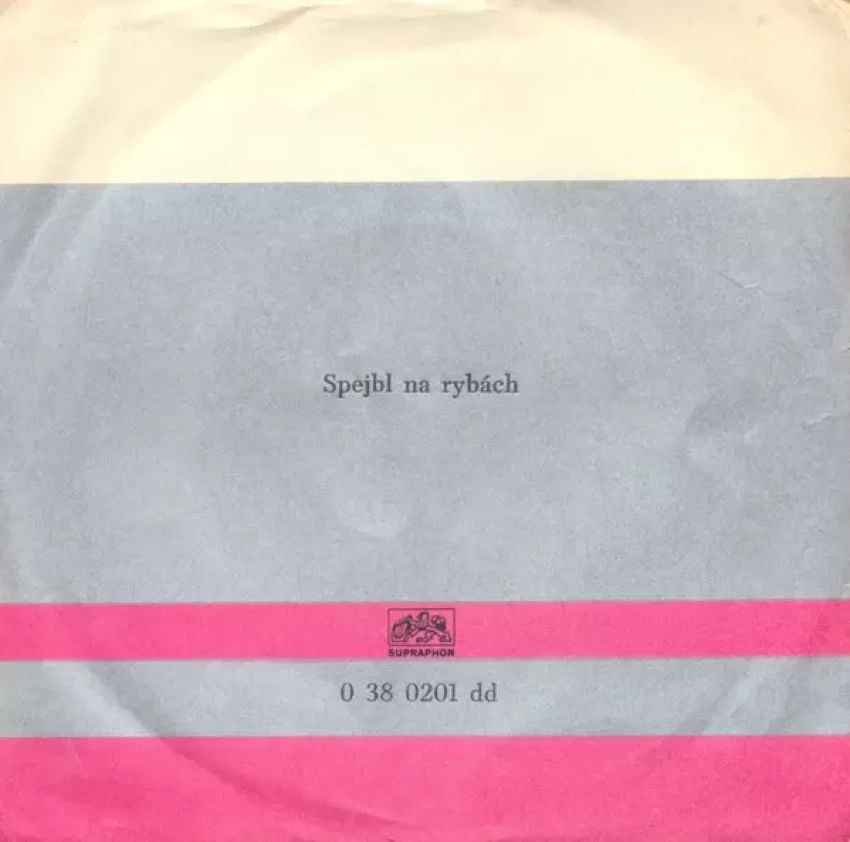 Spejbl na rybách
SUPRAPHON
0 38 0201 dd